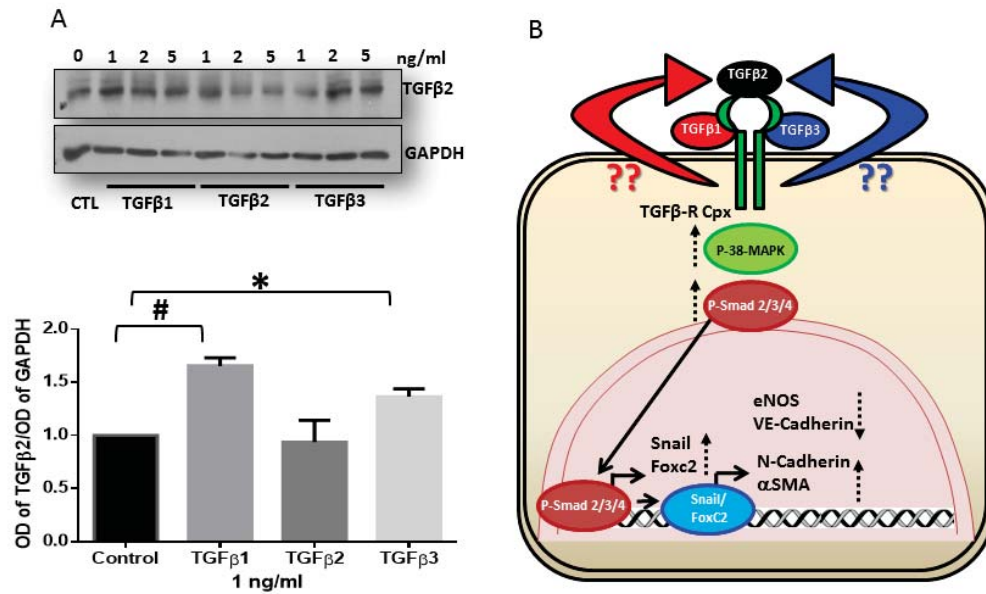 A
0 1 2 5 1 2 5 1 2 5 ng/ml
TGFβ2
GAPDH
CTL TGFβ1 TGFβ2 TGFβ3
*
#
OD of TGFβ2/OD of GAPDH
2.0
1.5
1.0
0.5
0.0
Control TGFβ1 TGFβ2 TGFβ3
1 ng/ml
B
TGFβ2
TGFβ1 TGFβ3
?? ??
TGFβ-R Cpx
P-38-MAPK
P-Smad 2/3/4
eNOS
VE-Cadherin
Snail
Foxc2
N-Cadherin
αSMA
P-Smad 2/3/4
Snail/
FoxC2